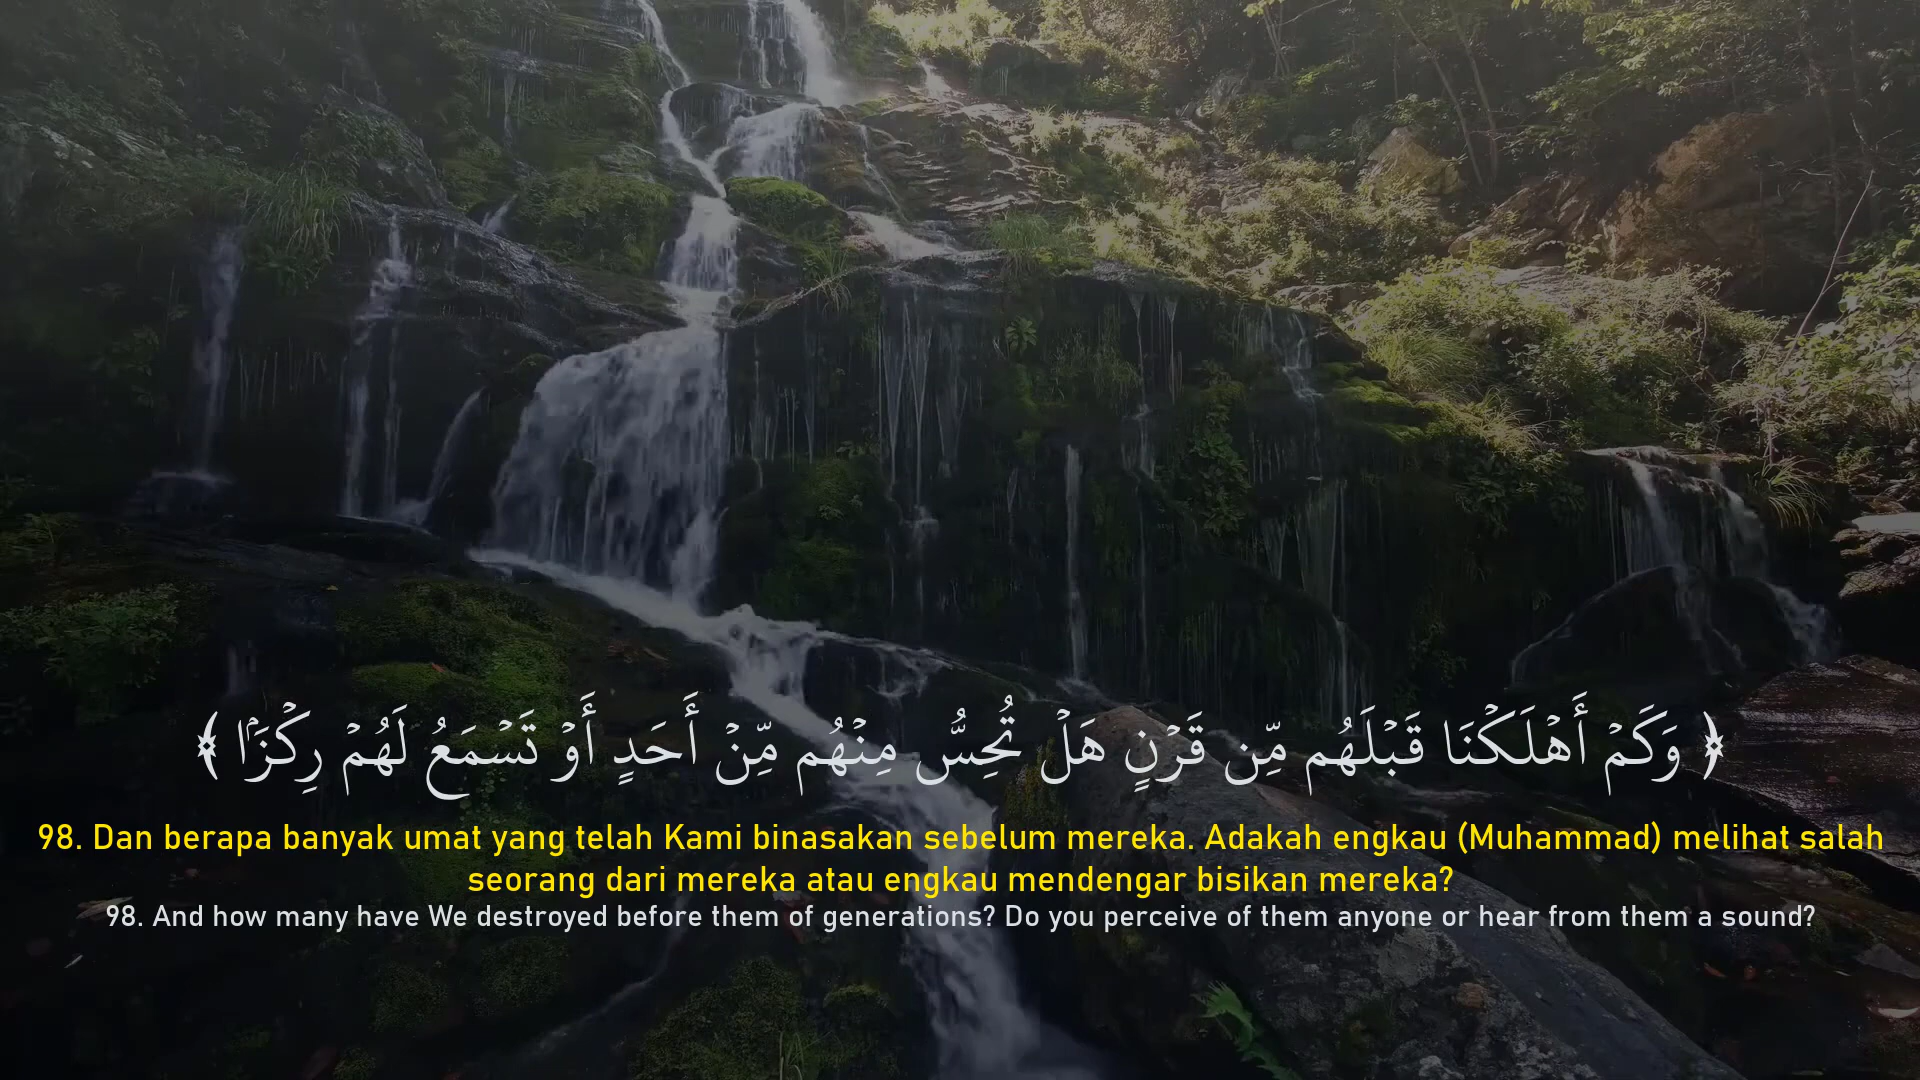 ﴿ وَكَمۡ أَهۡلَكۡنَا قَبۡلَهُم مِّن قَرۡنٍ هَلۡ تُحِسُّ مِنۡهُم مِّنۡ أَحَدٍ أَوۡ تَسۡمَعُ لَهُمۡ رِكۡزَۢا ﴾
98. Dan berapa banyak umat yang telah Kami binasakan sebelum mereka. Adakah engkau (Muhammad) melihat salah
seorang dari mereka atau engkau mendengar bisikan mereka?
98. And how many have We destroyed before them of generations? Do you perceive of them anyone or hear from them a sound?